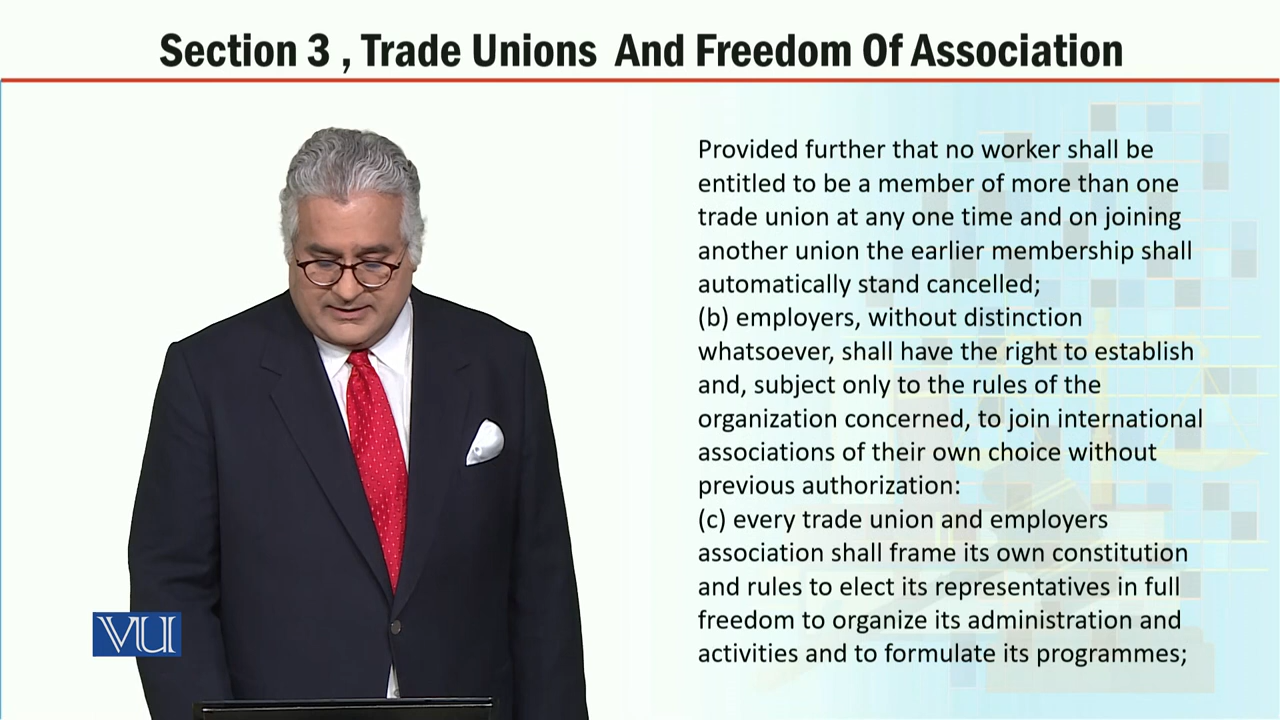 Section 3 , Trade Unions And Freedom Of Association
Provided further that no worker shall be
entitled to be a member of more than one
trade union at any one time and on joining
another union the earlier membership shall
automatically stand cancelled;
(b) employers, without distinction
whatsoever, shall have the right to establish
and, subject only to the rules of the
organization concerned, to join international
associations of their own choice without
previous authorization:
(c) every trade union and employers
association shall frame its own constitution
and rules to elect its representatives in full
freedom to organize its administration and
activities and to formulate its programmes;
VU